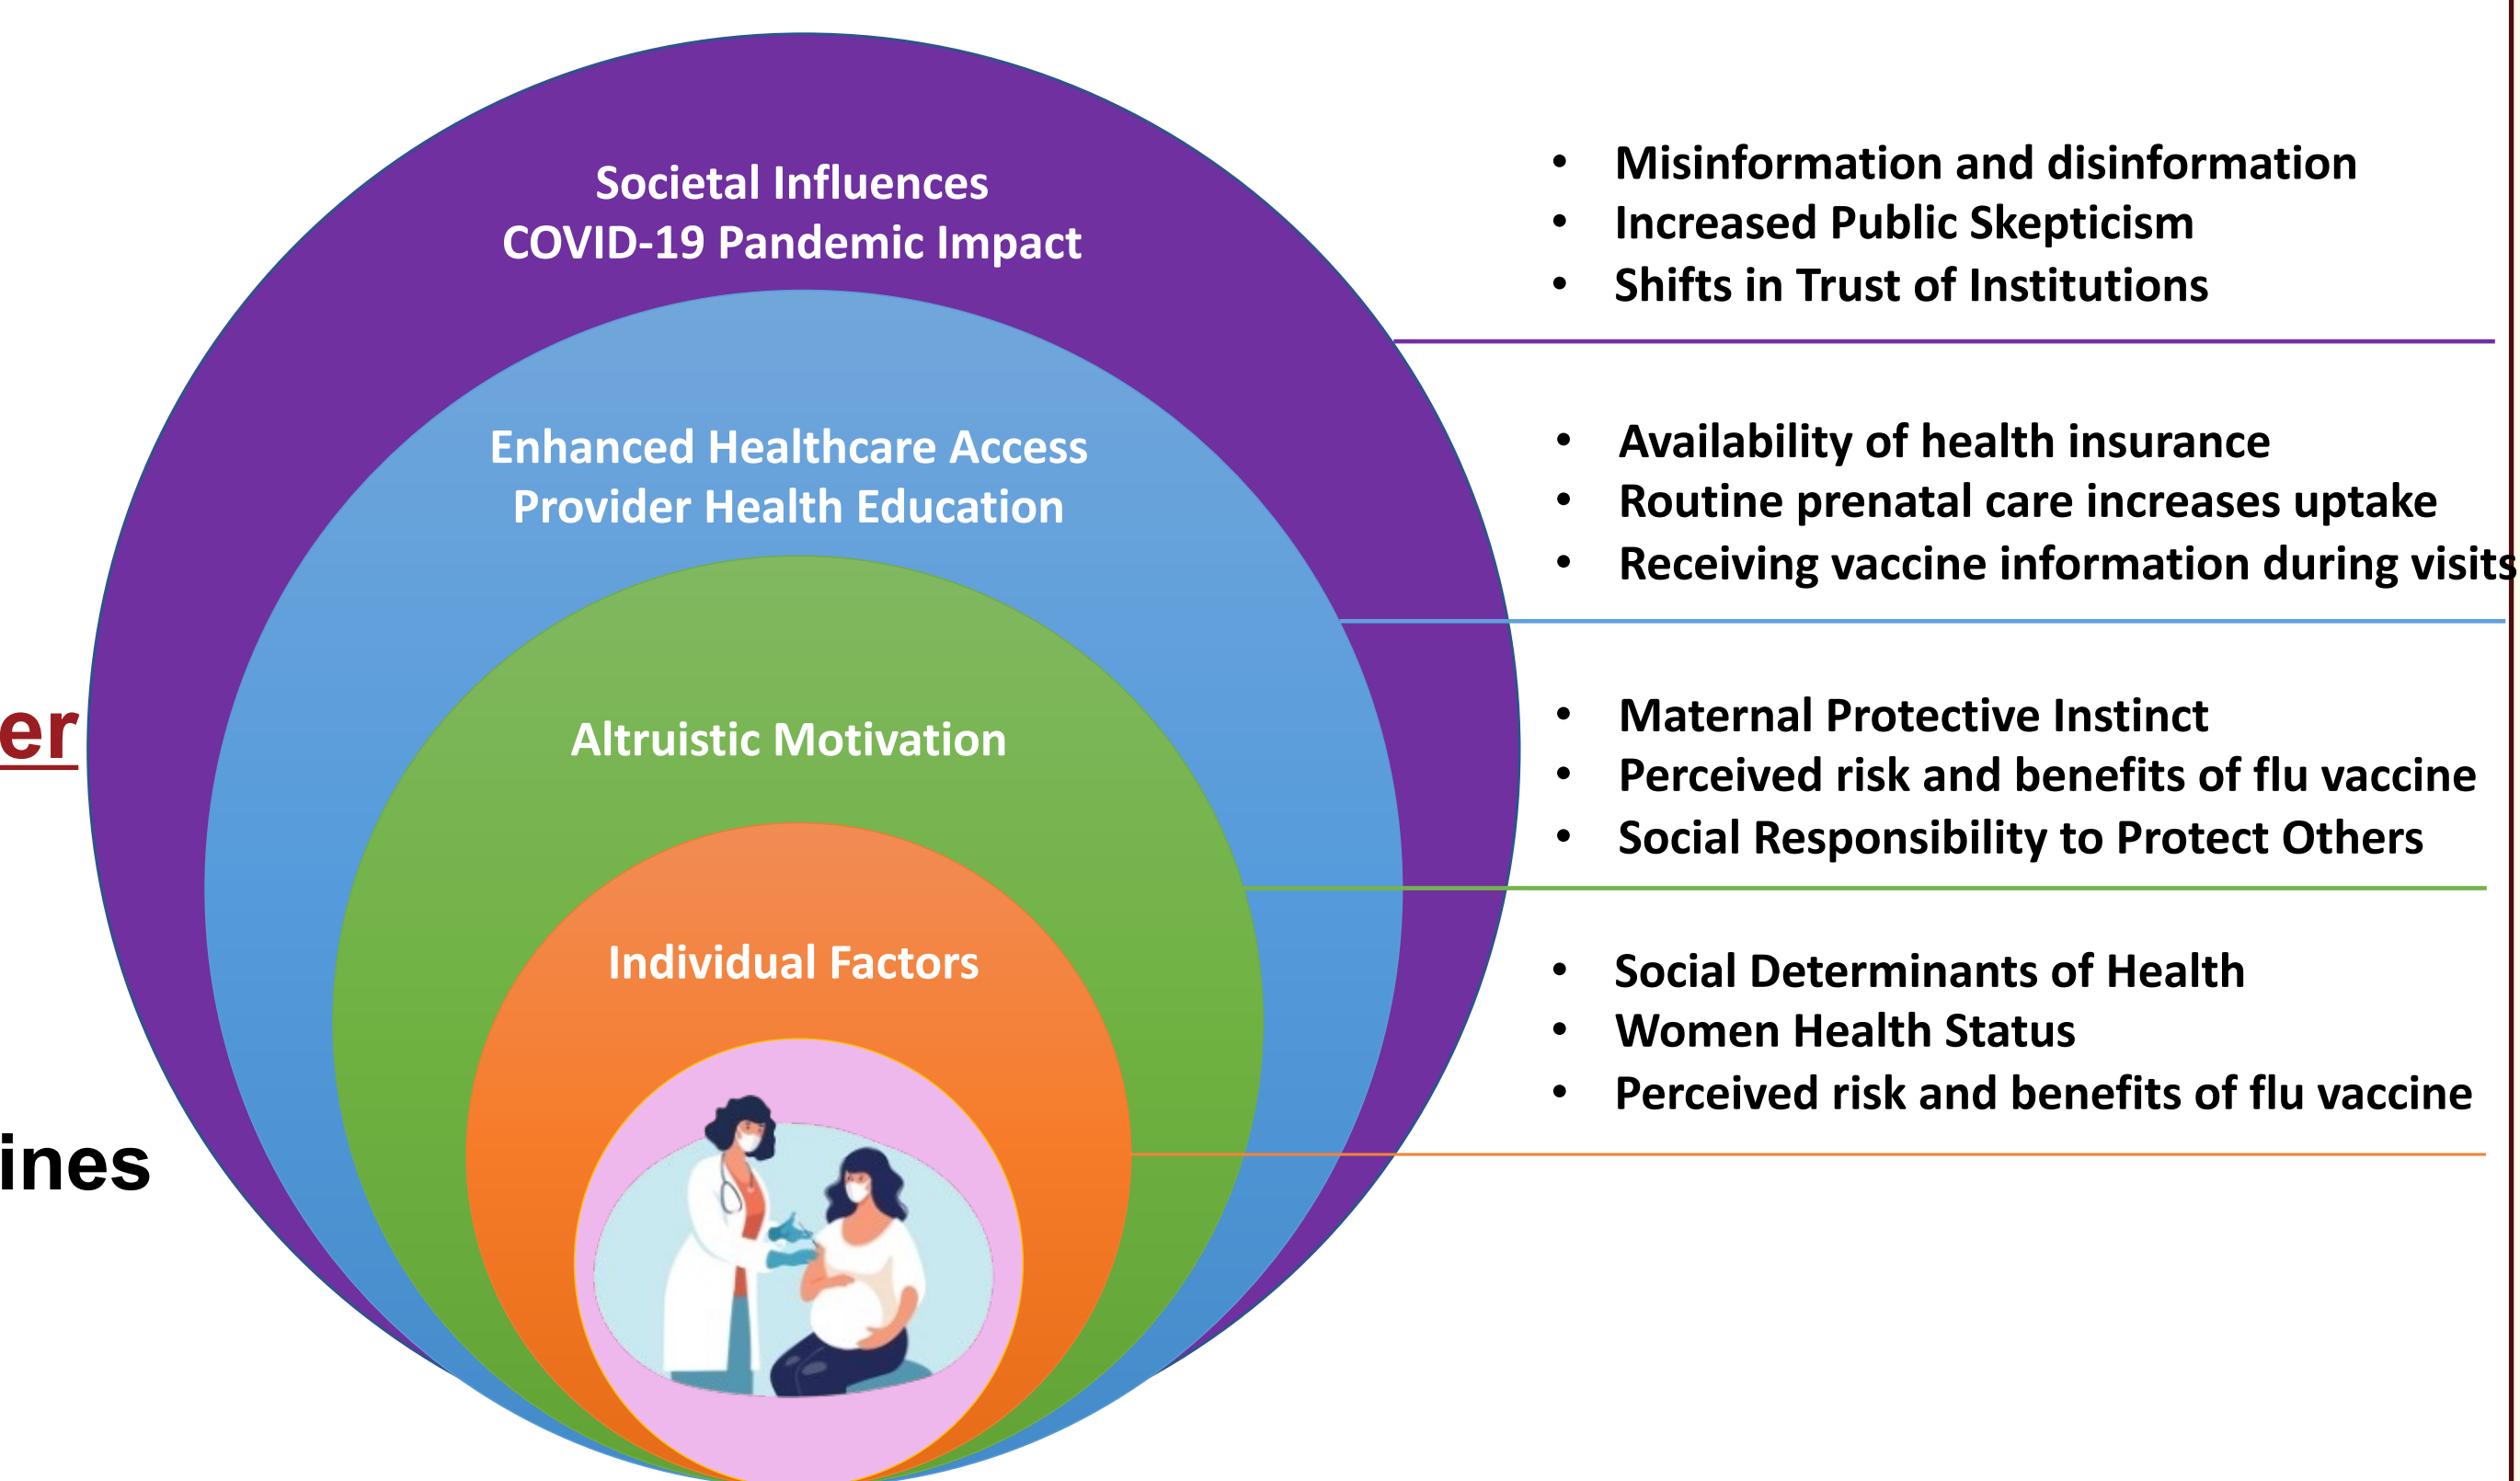 Societal Influences
COVID-19 Pandemic Impact
• Misinformation and disinformation
• Increased Public Skepticism
• Shifts in Trust of Institutions
Enhanced Healthcare Access
Provider Health Education
• Availability of health insurance
• Routine prenatal care increases uptake
• Receiving vaccine information during visits
er
Altruistic Motivation
• Maternal Protective Instinct
• Perceived risk and benefits of flu vaccine
• Social Responsibility to Protect Others
Individual Factors
• Social Determinants of Health
• Women Health Status
• Perceived risk and benefits of flu vaccine
ines